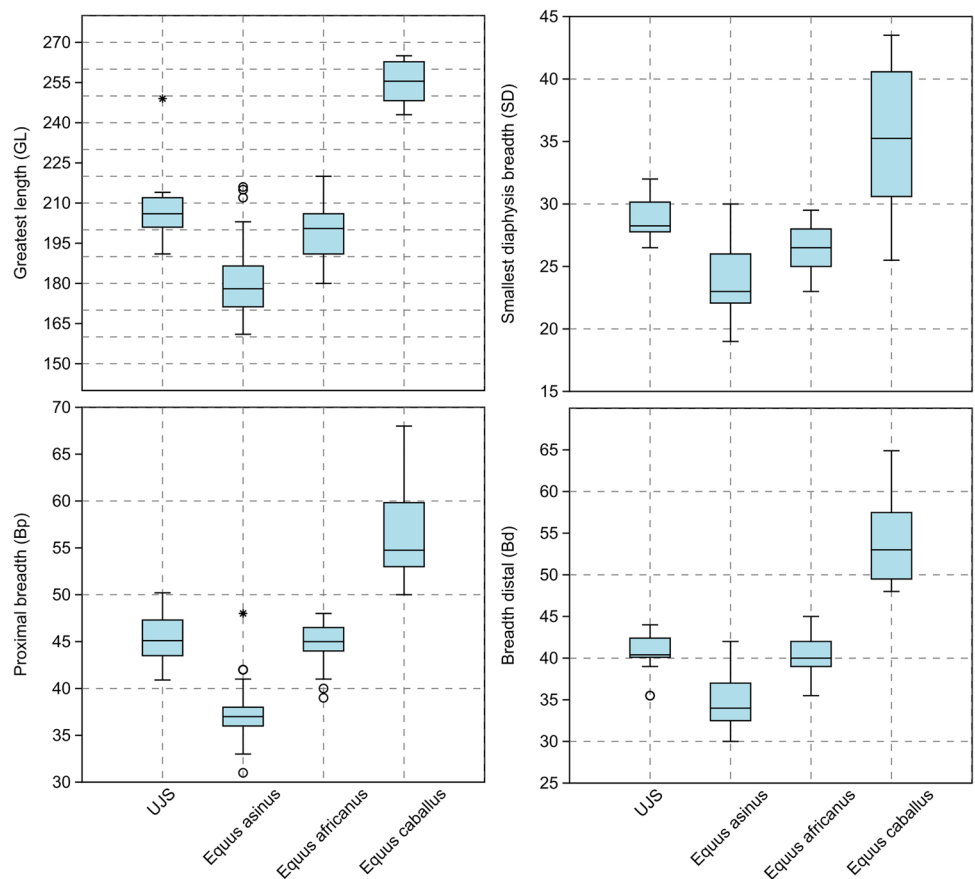 Greatest length (GL)
270
255
240
225
210
195
180
165
150
Smallest diaphysis breadth (SD)
45
40
35
30
25
20
15
Proximal breadth (Bp)
70
65
60
55
50
45
40
35
30
UJS
Equus asinus
Equus africanus
Equus caballus
Breadth distal (Bd)
65
60
55
50
45
40
35
30
25
UJS
Equus asinus
Equus africanus
Equus caballus